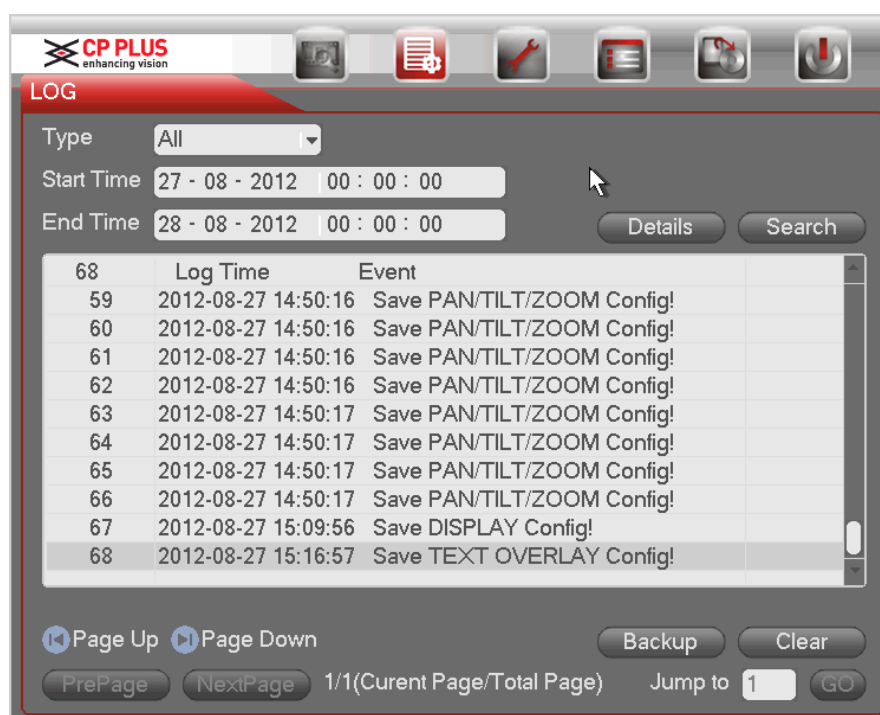 CP PLUS
enhancing vision
LOG
Type All
Start Time 27 - 08 - 2012 00 : 00 : 00
End Time 28 - 08 - 2012 00 : 00 : 00
Details Search
68 Log Time Event
59 2012-08-27 14:50:16 Save PAN/TILT/ZOOM Config!
60 2012-08-27 14:50:16 Save PAN/TILT/ZOOM Config!
61 2012-08-27 14:50:16 Save PAN/TILT/ZOOM Config!
62 2012-08-27 14:50:16 Save PAN/TILT/ZOOM Config!
63 2012-08-27 14:50:17 Save PAN/TILT/ZOOM Config!
64 2012-08-27 14:50:17 Save PAN/TILT/ZOOM Config!
65 2012-08-27 14:50:17 Save PAN/TILT/ZOOM Config!
66 2012-08-27 14:50:17 Save PAN/TILT/ZOOM Config!
67 2012-08-27 15:09:56 Save DISPLAY Config!
68 2012-08-27 15:16:57 Save TEXT OVERLAY Config!
Page Up Page Down Backup Clear
PrePage NextPage 1/1(Curent Page/Total Page) Jump to 1 GO